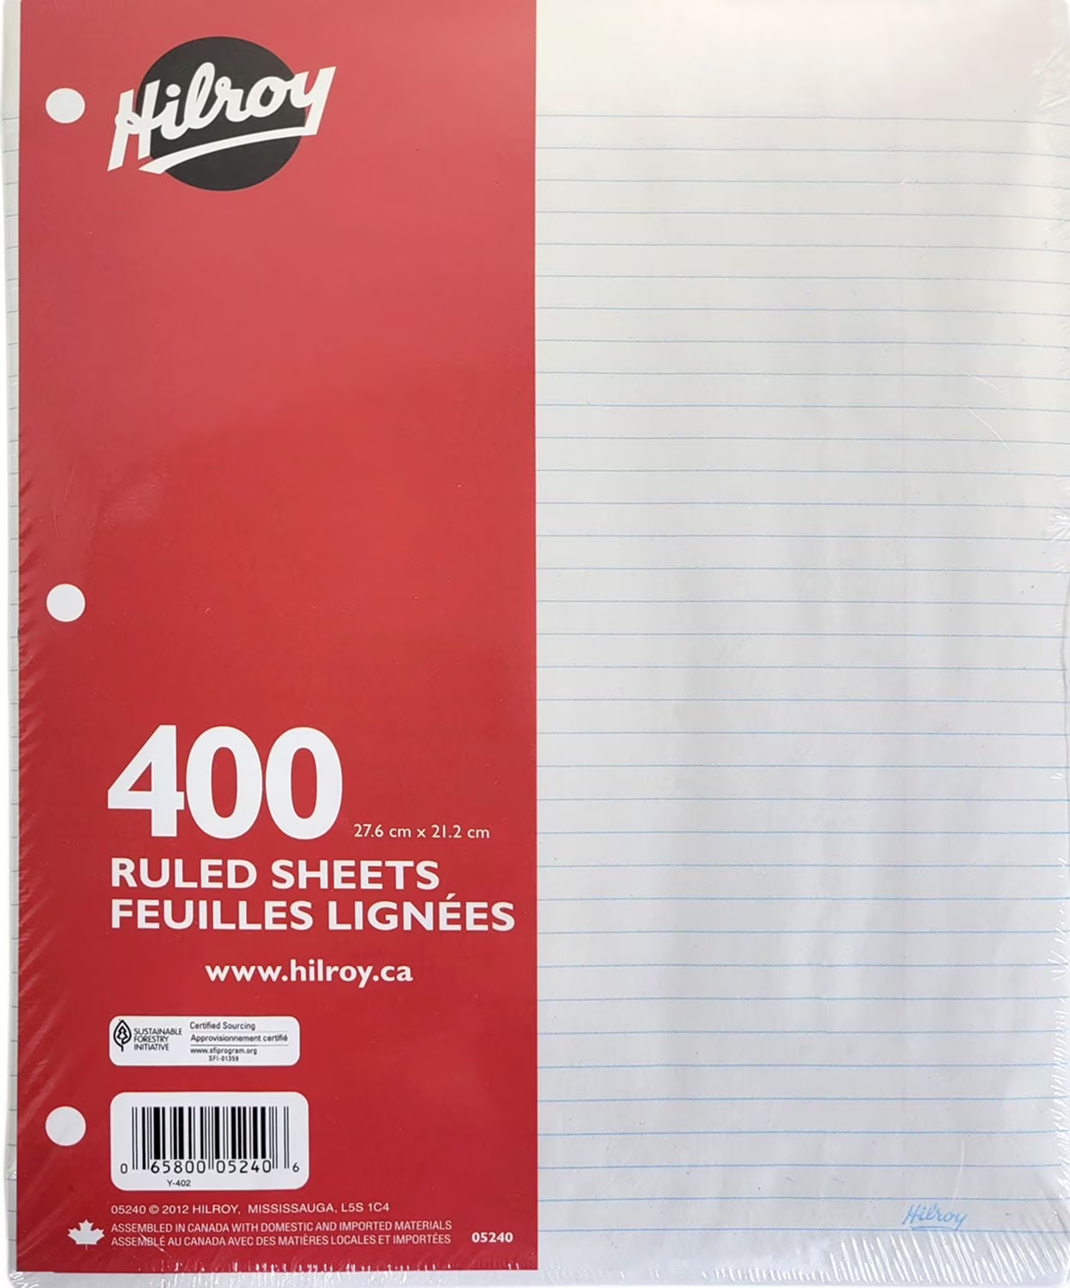 Hilroy
400
27.6 cm x 21.2 cm
RULED SHEETS
FEUILLES LIGNÉES
www.hilroy.ca
SUSTAINABLE
FORESTRY
INITIATIVE
Certified Sourcing
Approvisionnement certifié
www.sfiprogram.org
SFI-01359
0 65800 05240 6
Y-402
05240 © 2012 HILROY, MISSISSAUGA, L5S 1C4
ASSEMBLED IN CANADA WITH DOMESTIC AND IMPORTED MATERIALS
ASSEMBLÉ AU CANADA AVEC DES MATIÈRES LOCALES ET IMPORTÉES
05240
Hilroy